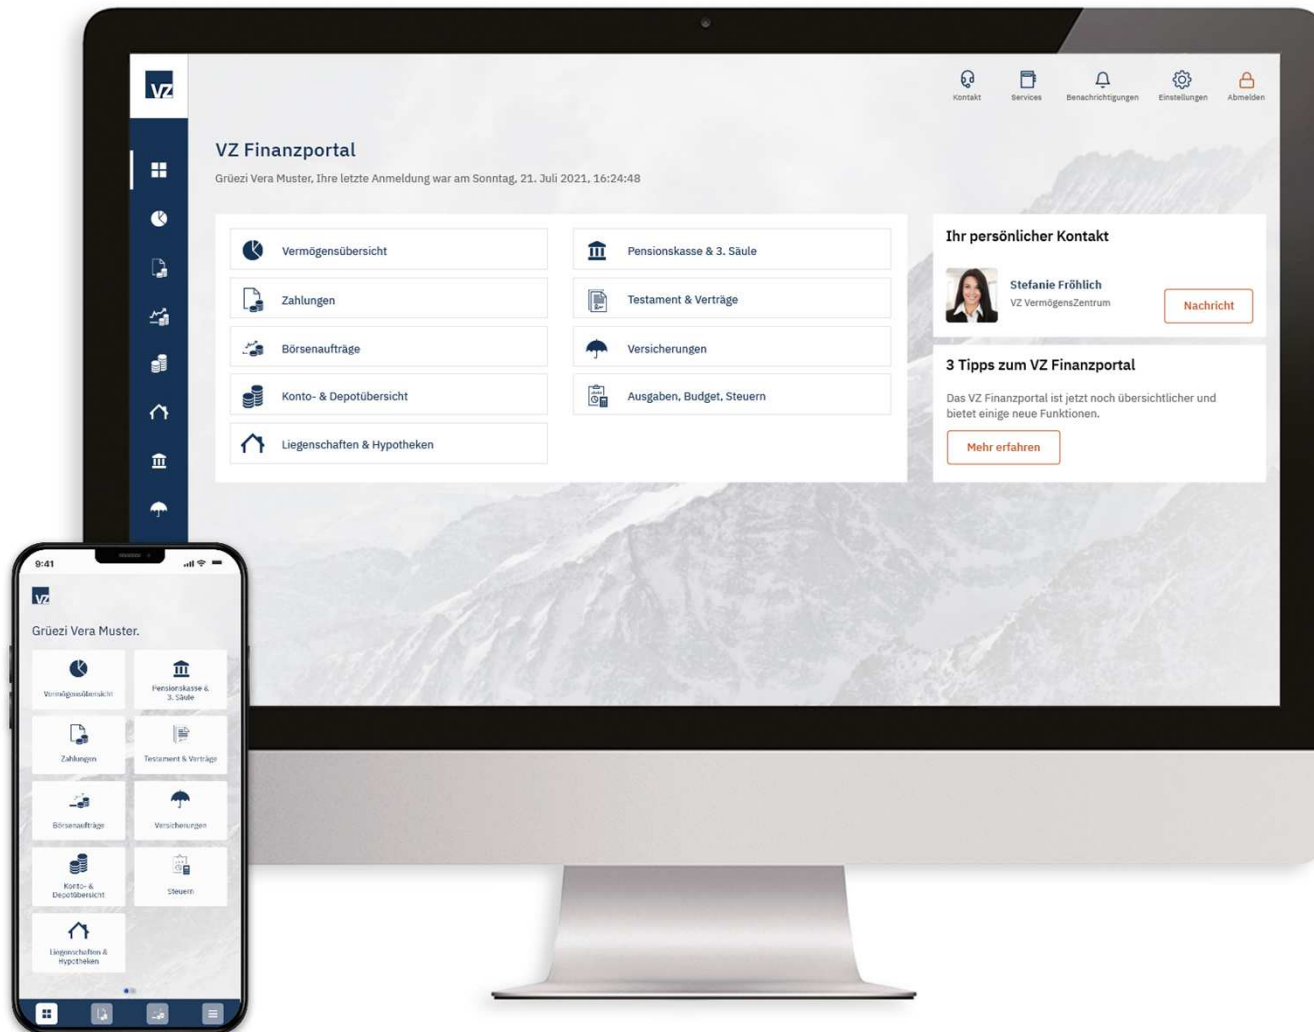 VZ
Kontakt
Services
Benachrichtigungen
Einstellungen
Abmelden
VZ Finanzportal
Grüezi Vera Muster, Ihre letzte Anmeldung war am Sonntag, 21. Juli 2021, 16:24:48
Vermögensübersicht
Zahlungen
Börsenaufträge
Konto- & Depotübersicht
Liegenschaften & Hypotheken
Pensionskasse & 3. Säule
Testament & Verträge
Versicherungen
Ausgaben, Budget, Steuern
Ihr persönlicher Kontakt
Stefanie Fröhlich
VZ VermögensZentrum
Nachricht
3 Tipps zum VZ Finanzportal
Das VZ Finanzportal ist jetzt noch übersichtlicher und
bietet einige neue Funktionen.
Mehr erfahren
9:41
VZ
Grüezi Vera Muster.
Vermögensübersicht
Pensionskasse &
3. Säule
Zahlungen
Testament & Verträge
Börsenaufträge
Versicherungen
Konto- &
Depotübersicht
Steuern
Liegenschaften &
Hypotheken